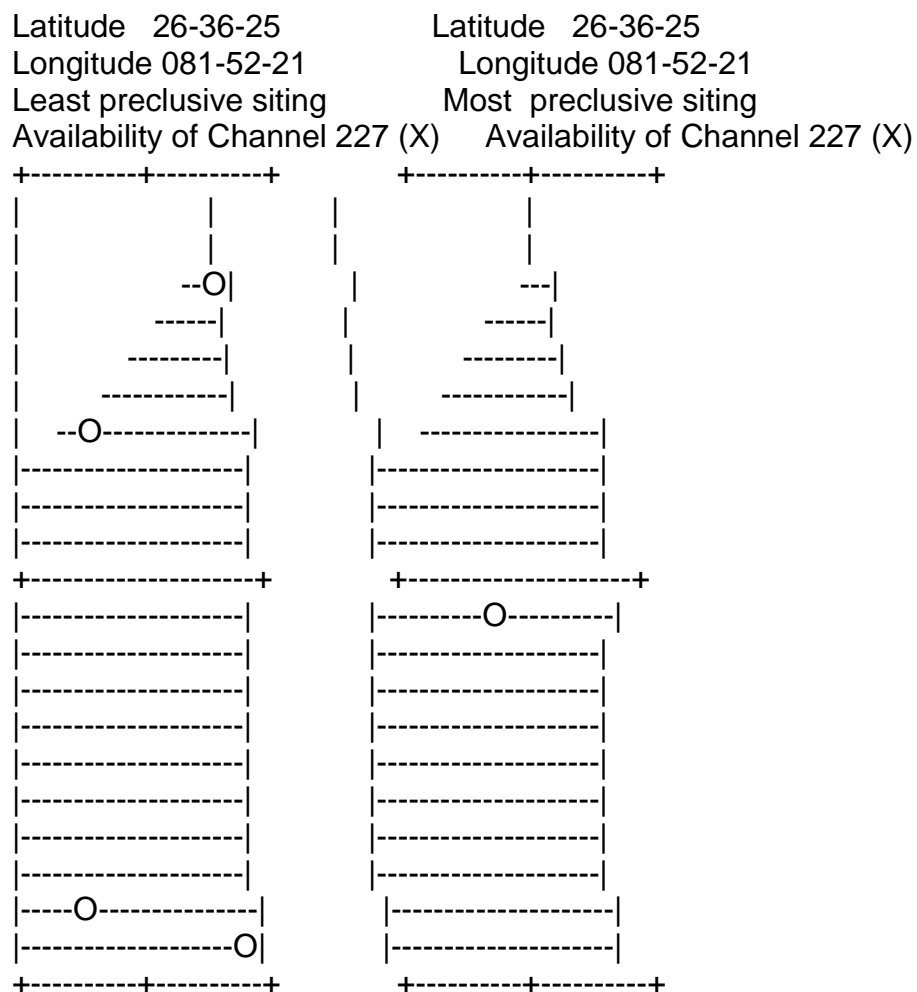 Latitude   26-36-25                    Latitude   26-36-25
Longitude 081-52-21                    Longitude 081-52-21
Least preclusive siting                Most  preclusive siting
Availability of Channel 227 (X)     Availability of Channel 227 (X)
+----------+----------+             +----------+----------+
|                    |            |                    |
|                    |            |                    |
|                 --O|            |                 ---|
|              ------|            |              ------|
|           ---------|            |           ---------|
|        ------------|            |        ------------|
|   --O--------------|            |   -----------------|
|---------------------|            |---------------------|
|---------------------|            |---------------------|
|---------------------|            |---------------------|
+----------------------+            +----------------------+
|---------------------|            |----------O----------|
|---------------------|            |---------------------|
|---------------------|            |---------------------|
|---------------------|            |---------------------|
|---------------------|            |---------------------|
|---------------------|            |---------------------|
|---------------------|            |---------------------|
|---------------------|            |---------------------|
|-----O---------------|            |---------------------|
|--------------------O|            |---------------------|
+----------+----------+             +----------+----------+